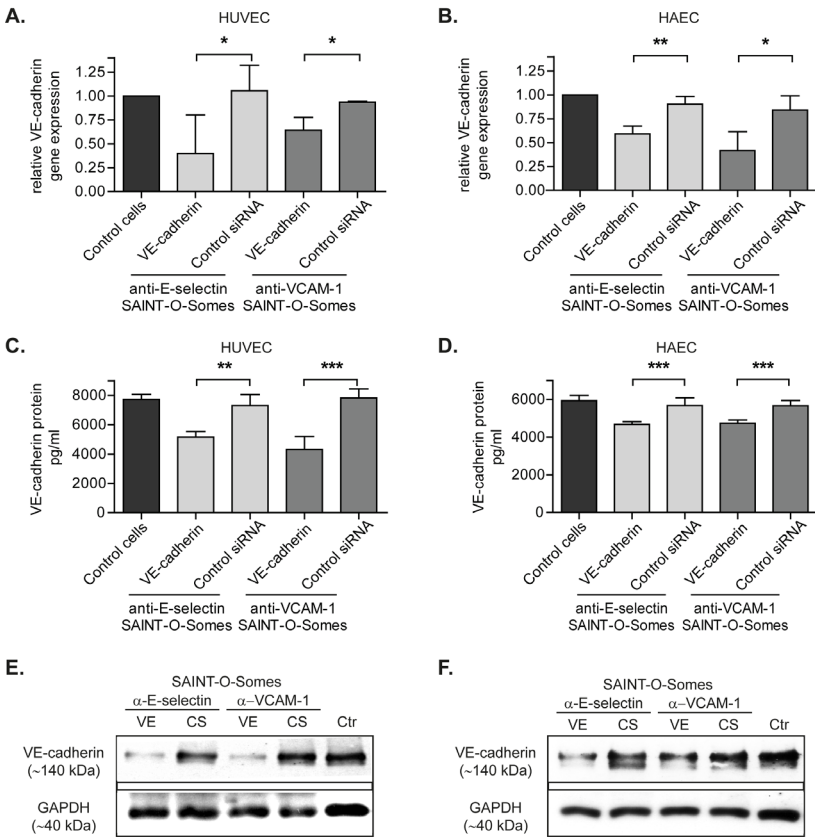 A.
HUVEC
* *
relative VE-cadherin
gene expression
1.25
1.00
0.75
0.50
0.25
0.00
Control cells
VE-cadherin
Control siRNA
VE-cadherin
Control siRNA
anti-E-selectin
SAINT-O-Somes
anti-VCAM-1
SAINT-O-Somes
B.
HAEC
** *
relative VE-cadherin
gene expression
1.25
1.00
0.75
0.50
0.25
0.00
Control cells
VE-cadherin
Control siRNA
VE-cadherin
Control siRNA
anti-E-selectin
SAINT-O-Somes
anti-VCAM-1
SAINT-O-Somes
C.
HUVEC
** ***
VE-cadherin protein
pg/ml
8000
6000
4000
2000
0
Control cells
VE-cadherin
Control siRNA
VE-cadherin
Control siRNA
anti-E-selectin
SAINT-O-Somes
anti-VCAM-1
SAINT-O-Somes
D.
HAEC
*** ***
VE-cadherin protein
pg/ml
6000
4000
2000
0
Control cells
VE-cadherin
Control siRNA
VE-cadherin
Control siRNA
anti-E-selectin
SAINT-O-Somes
anti-VCAM-1
SAINT-O-Somes
E.
SAINT-O-Somes
α-E-selectin α–VCAM-1
VE CS VE CS Ctr
VE-cadherin
(~140 kDa)
GAPDH
(~40 kDa)
F.
SAINT-O-Somes
α-E-selectin α–VCAM-1
VE CS VE CS Ctr
VE-cadherin
(~140 kDa)
GAPDH
(~40 kDa)